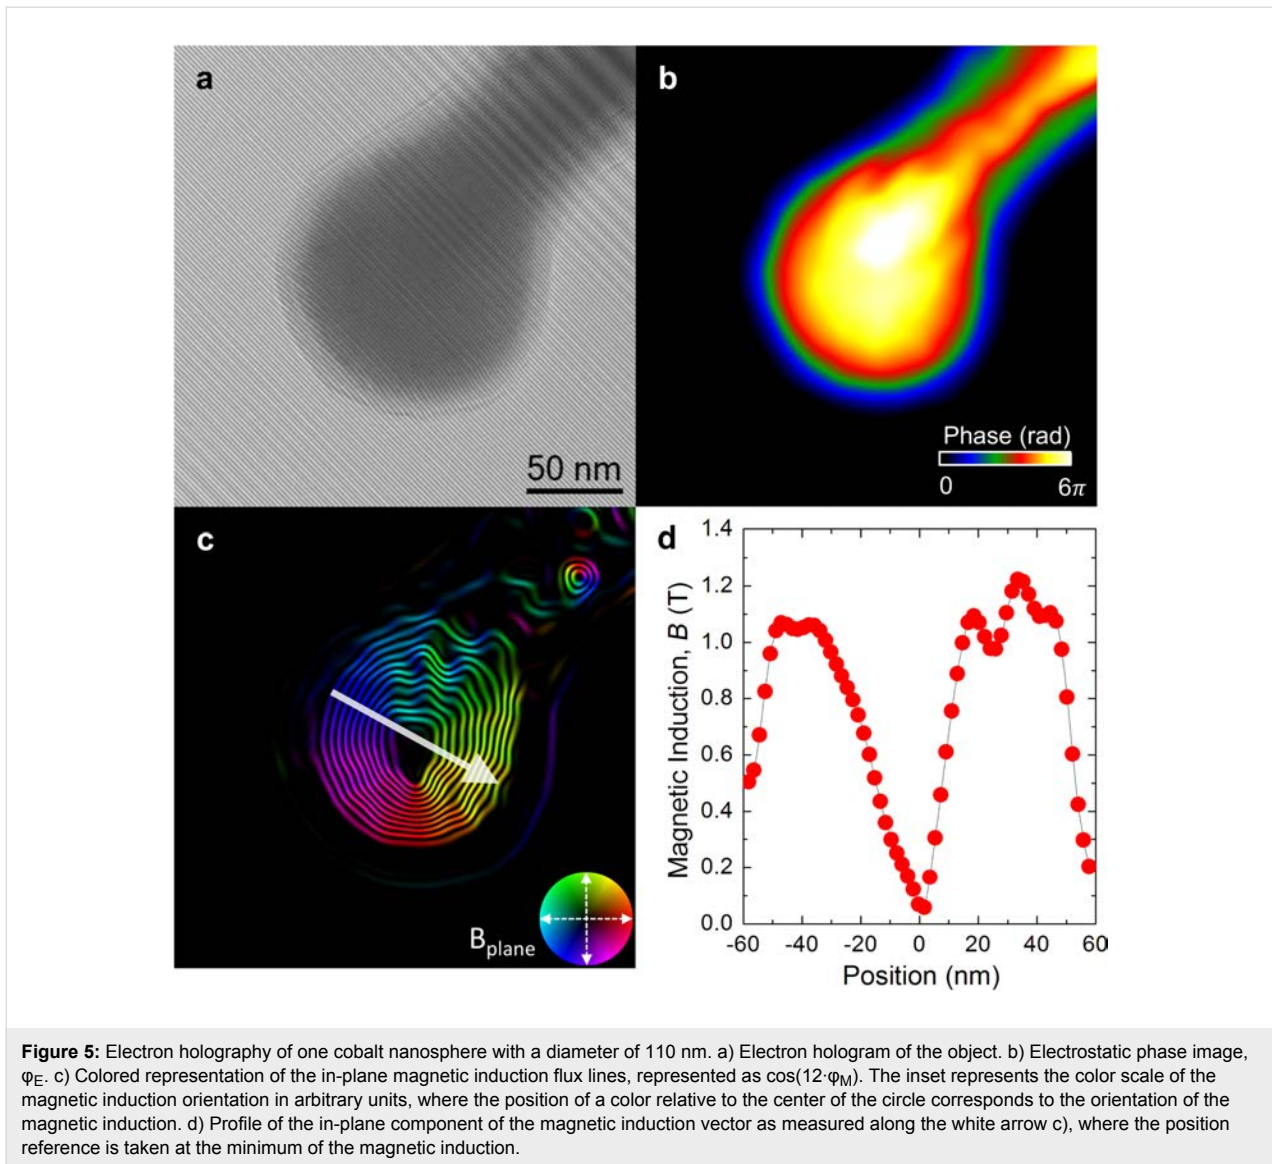 a
50 nm
b
Phase (rad)
0 6π
c
B_plane
d
Magnetic Induction, B (T)
1.4
1.2
1.0
0.8
0.6
0.4
0.2
0.0
-60 -40 -20 0 20 40 60
Position (nm)
Figure 5: Electron holography of one cobalt nanosphere with a diameter of 110 nm. a) Electron hologram of the object. b) Electrostatic phase image,
φE. c) Colored representation of the in-plane magnetic induction flux lines, represented as cos(12·φM). The inset represents the color scale of the
magnetic induction orientation in arbitrary units, where the position of a color relative to the center of the circle corresponds to the orientation of the
magnetic induction. d) Profile of the in-plane component of the magnetic induction vector as measured along the white arrow c), where the position
reference is taken at the minimum of the magnetic induction.